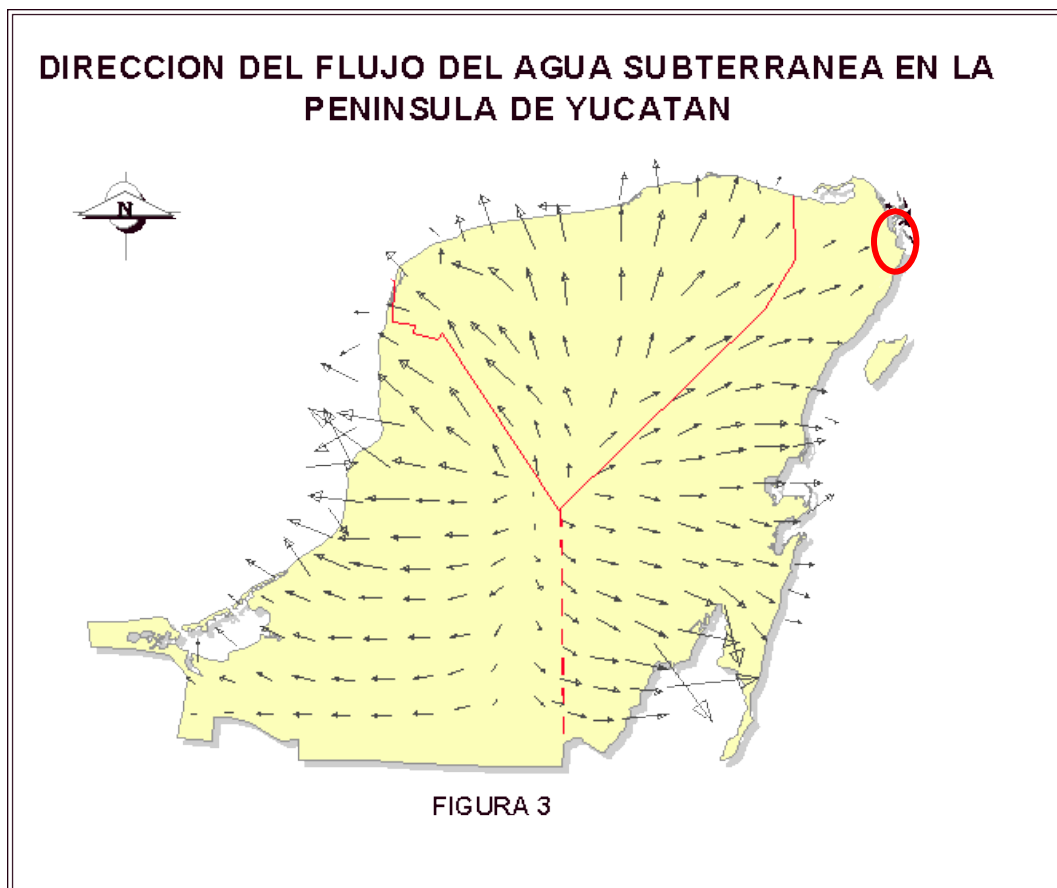 DIRECCION DEL FLUJO DEL AGUA SUBTERRANEA EN LA
PENINSULA DE YUCATAN
N
FIGURA 3